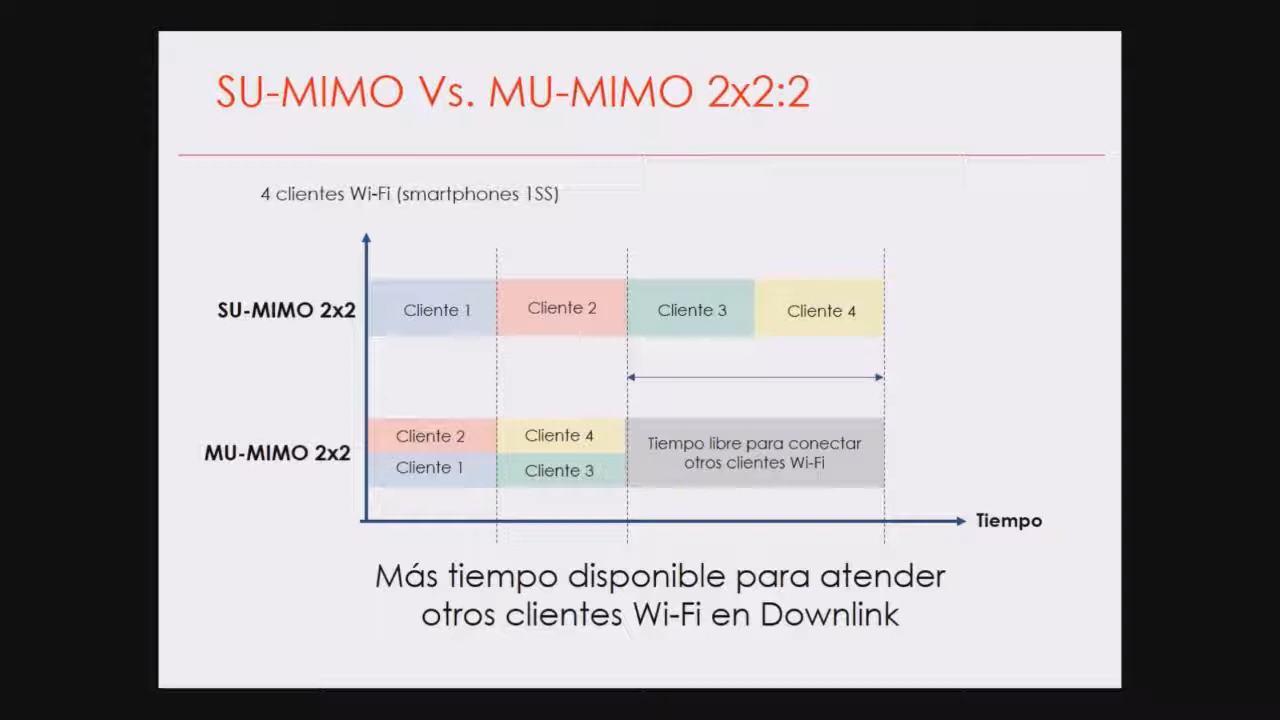 SU-MIMO Vs. MU-MIMO 2x2:2
4 clientes Wi-Fi (smartphones 1SS)
SU-MIMO 2x2
Cliente 1
Cliente 2
Cliente 3
Cliente 4
MU-MIMO 2x2
Cliente 2
Cliente 1
Cliente 4
Cliente 3
Tiempo libre para conectar
otros clientes Wi-Fi
Tiempo
Más tiempo disponible para atender
otros clientes Wi-Fi en Downlink